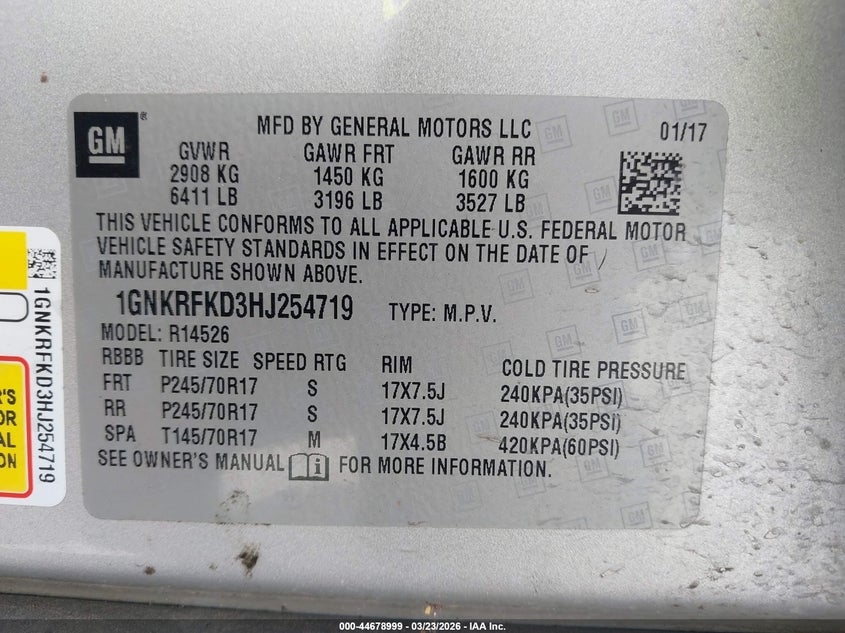 GM
MFD BY GENERAL MOTORS LLC 01/17
GVWR GAWR FRT GAWR RR
2908 KG 1450 KG 1600 KG
6411 LB 3196 LB 3527 LB
THIS VEHICLE CONFORMS TO ALL APPLICABLE U.S. FEDERAL MOTOR
VEHICLE SAFETY STANDARDS IN EFFECT ON THE DATE OF
MANUFACTURE SHOWN ABOVE.
1GNKRFKD3HJ254719 TYPE: M.P.V.
MODEL: R14526
RBBB TIRE SIZE SPEED RTG RIM COLD TIRE PRESSURE
FRT P245/70R17 S 17X7.5J 240KPA(35PSI)
RR P245/70R17 S 17X7.5J 240KPA(35PSI)
SPA T145/70R17 M 17X4.5B 420KPA(60PSI)
SEE OWNER'S MANUAL FOR MORE INFORMATION.
1GNKRFKD3HJ254719
R'S
OR
AL
ON
000-44678999 | 03/23/2026 - IAA Inc.